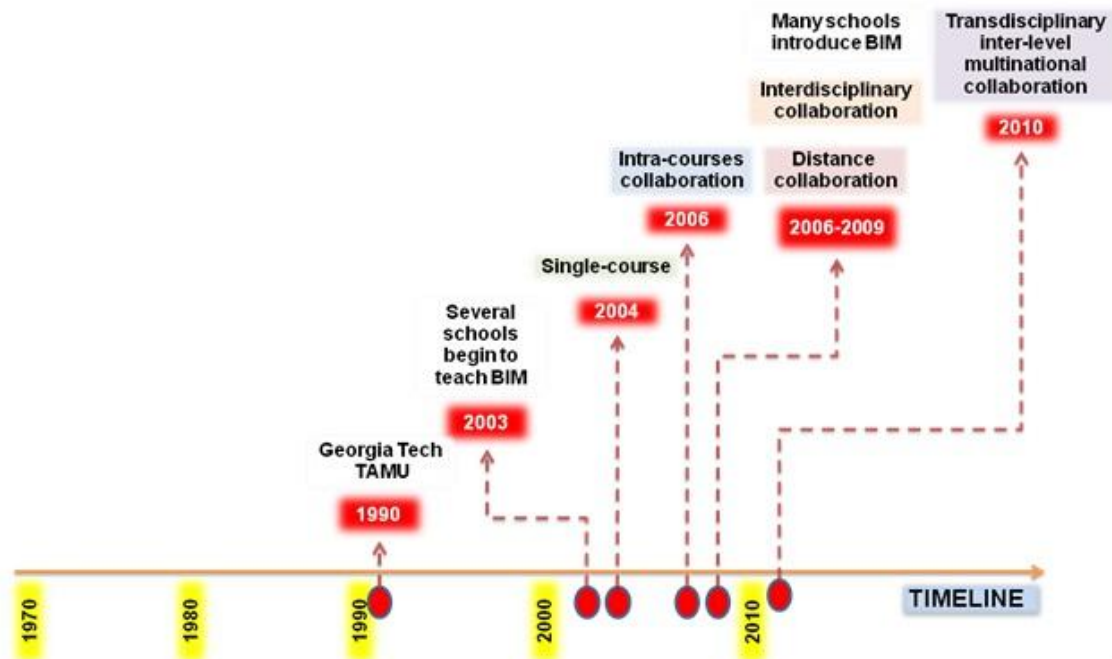 Many schools
introduce BIM
Transdisciplinary
inter-level
multinational
collaboration
Interdisciplinary
collaboration
2010
Intra-courses
collaboration
Distance
collaboration
2006
2006-2009
Single-course
2004
Several
schools
begin to
teach BIM
2003
Georgia Tech
TAMU
1990
1970
1980
1990
2000
2010
TIMELINE